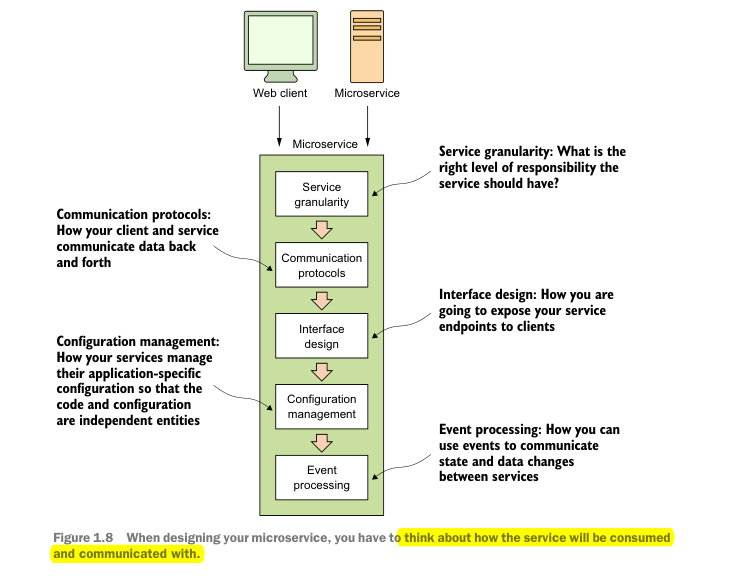 Web client
Microservice
Microservice
Service granularity: What is the
right level of responsibility the
service should have?
Service
granularity
Communication protocols:
How your client and service
communicate data back
and forth
Communication
protocols
Interface design: How you are
going to expose your service
endpoints to clients
Interface
design
Configuration management:
How your services manage
their application-specific
configuration so that the
code and configuration
are independent entities
Configuration
management
Event processing: How you can
use events to communicate
state and data changes
between services
Event
processing
Figure 1.8 When designing your microservice, you have to think about how the service will be consumed
and communicated with.